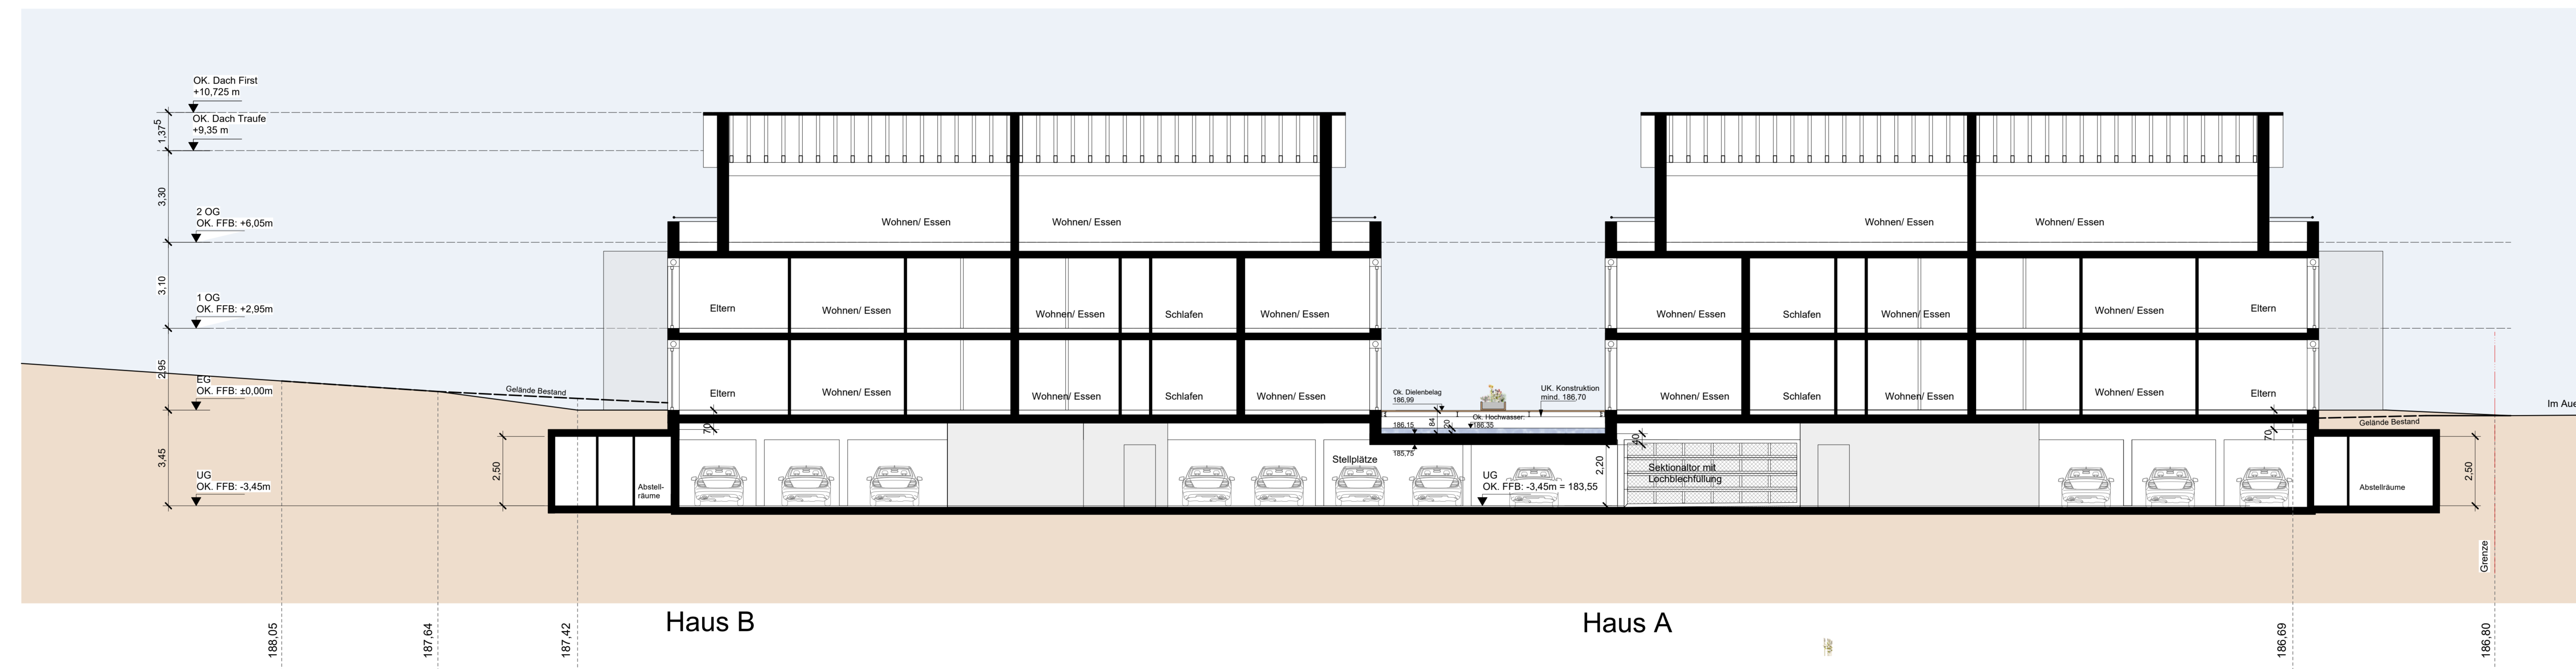 OK. Dach First
+10,725 m
OK. Dach Traufe
+9,35 m
1,37⁵
3,30
2 OG
OK. FFB: +6,05m
3,10
1 OG
OK. FFB: +2,95m
2,95
EG
OK. FFB: ±0,00m
3,45
UG
OK. FFB: -3,45m
Gelände Bestand
2,50
Abstell-
räume
70
Wohnen/ Essen
Wohnen/ Essen
Eltern
Wohnen/ Essen
Wohnen/ Essen
Schlafen
Wohnen/ Essen
Eltern
Wohnen/ Essen
Wohnen/ Essen
Schlafen
Wohnen/ Essen
Ok. Dielenbelag
186,99
UK. Konstruktion
mind. 186,70
84
20
Ok. Hochwasser:
186,35
186,15
185,75
Stellplätze
UG
OK. FFB: -3,45m = 183,55
2,20
40
Sektionaltor mit
Lochblechfüllung
Wohnen/ Essen
Wohnen/ Essen
Wohnen/ Essen
Schlafen
Wohnen/ Essen
Wohnen/ Essen
Eltern
Wohnen/ Essen
Schlafen
Wohnen/ Essen
Wohnen/ Essen
Eltern
70
Gelände Bestand
Abstellräume
2,50
Grenze
Im Aue
Haus B
Haus A
188,05
187,64
187,42
186,69
186,80